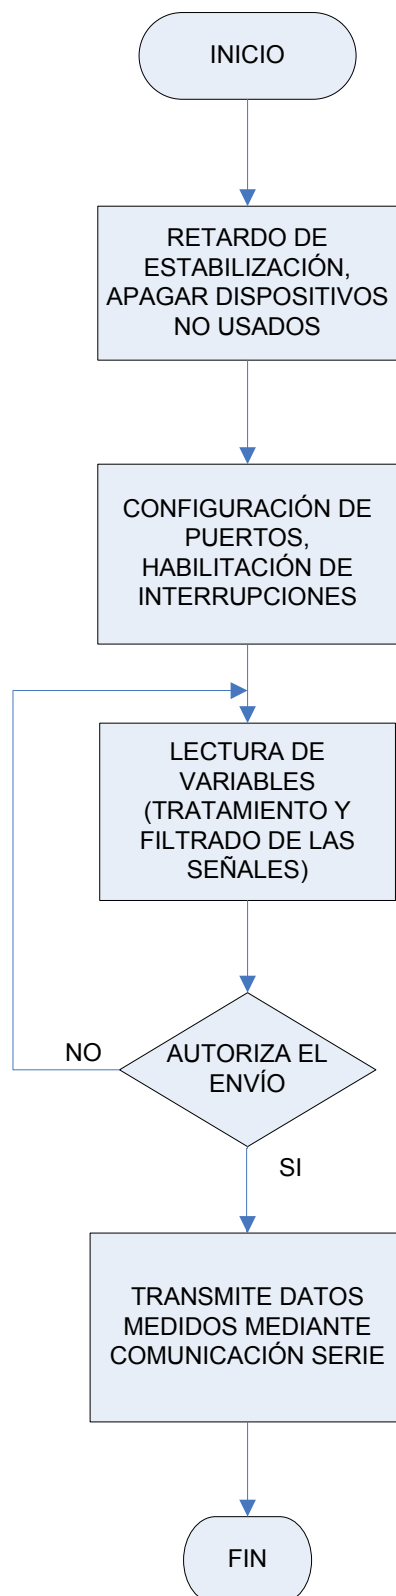 INICIO
RETARDO DE
ESTABILIZACIÓN,
APAGAR DISPOSITIVOS
NO USADOS
CONFIGURACIÓN DE
PUERTOS,
HABILITACIÓN DE
INTERRUPCIONES
LECTURA DE
VARIABLES
(TRATAMIENTO Y
FILTRADO DE LAS
SEÑALES)
NO
AUTORIZA EL
ENVÍO
SI
TRANSMITE DATOS
MEDIDOS MEDIANTE
COMUNICACIÓN SERIE
FIN